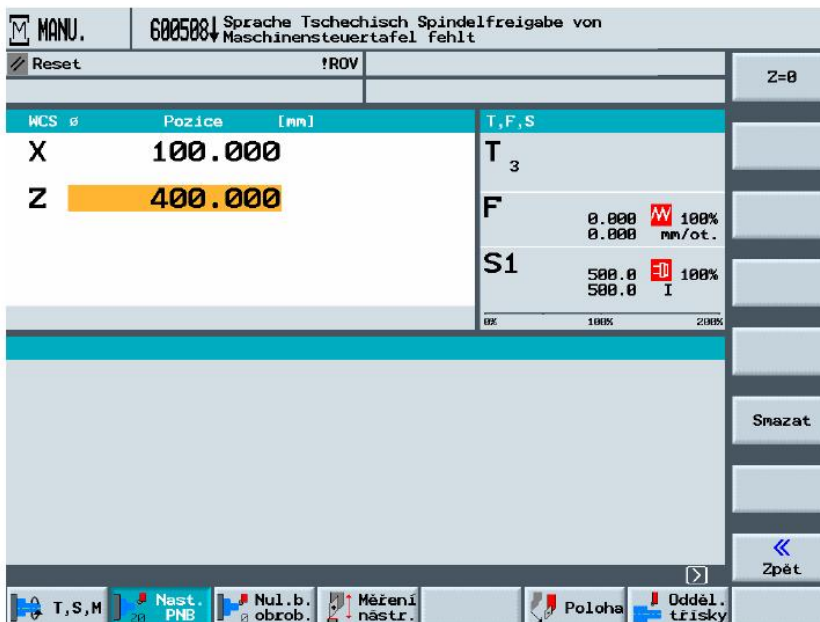 M MANU.
600508↓ Sprache Tschechisch Spindelfreigabe von
Maschinensteuertafel fehlt
Reset !ROV
Z=0
WCS ø Pozice [mm]
T,F,S
X 100.000
T 3
Z 400.000
F 0.000 100%
0.000 mm/ot.
S1 500.0 100%
500.0 I
0% 100% 200%
Smazat
«
Zpět
T,S,M
20 Nast.
PNB
ø Nul.b.
obrob.
Měření
nástr.
Poloha
Odděl.
třísky